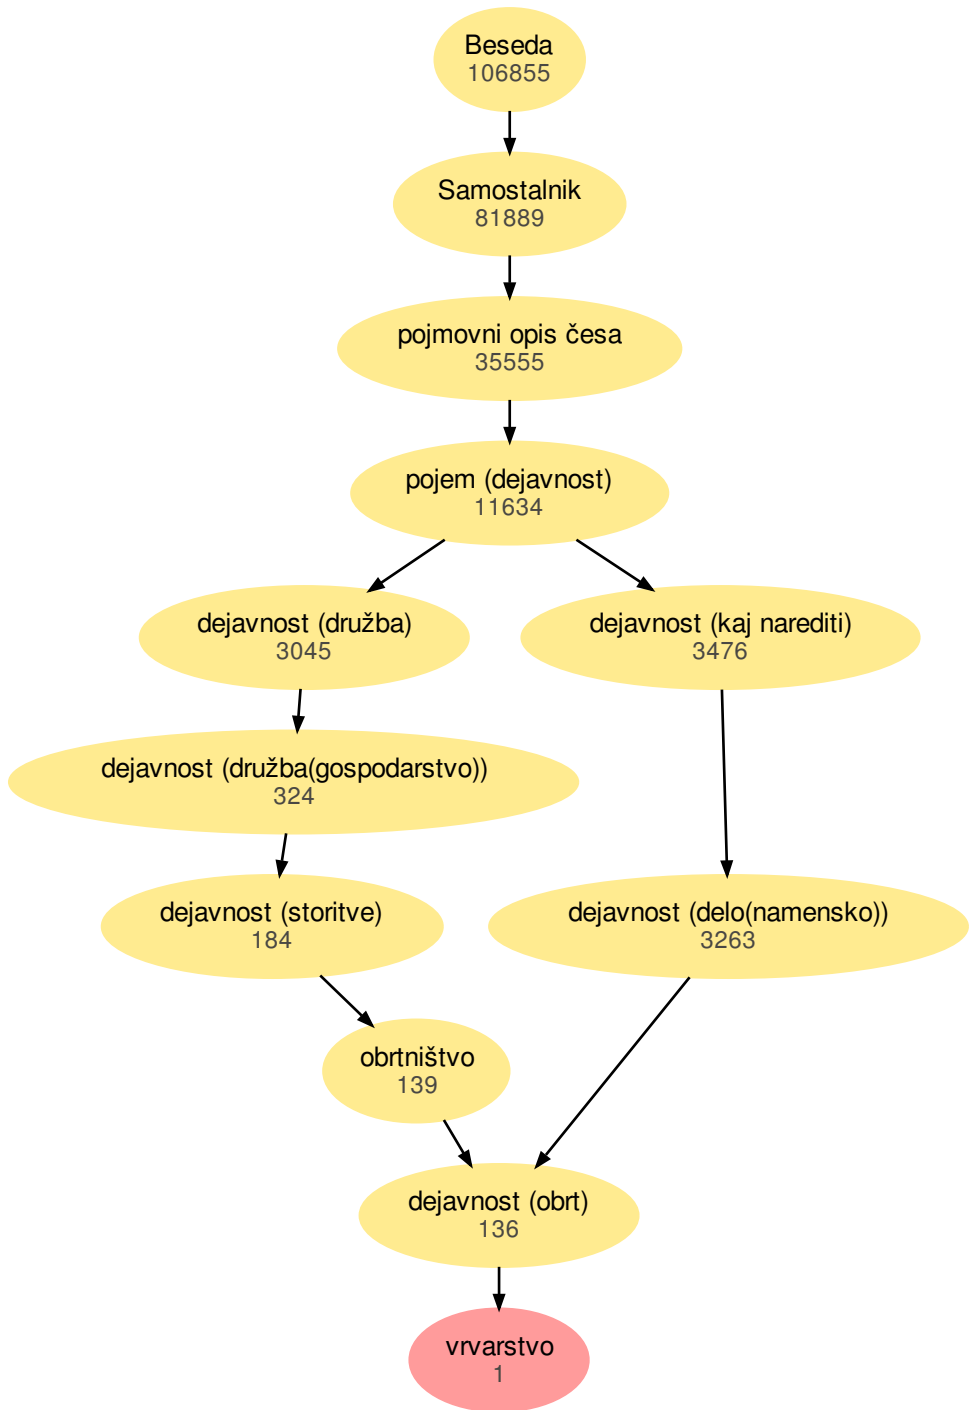 Beseda
106855
Samostalnik
81889
pojmovni opis česa
35555
pojem (dejavnost)
11634
dejavnost (družba)
3045
dejavnost (kaj narediti)
3476
dejavnost (družba(gospodarstvo))
324
dejavnost (storitve)
184
dejavnost (delo(namensko))
3263
obrtništvo
139
dejavnost (obrt)
136
vrvarstvo
1